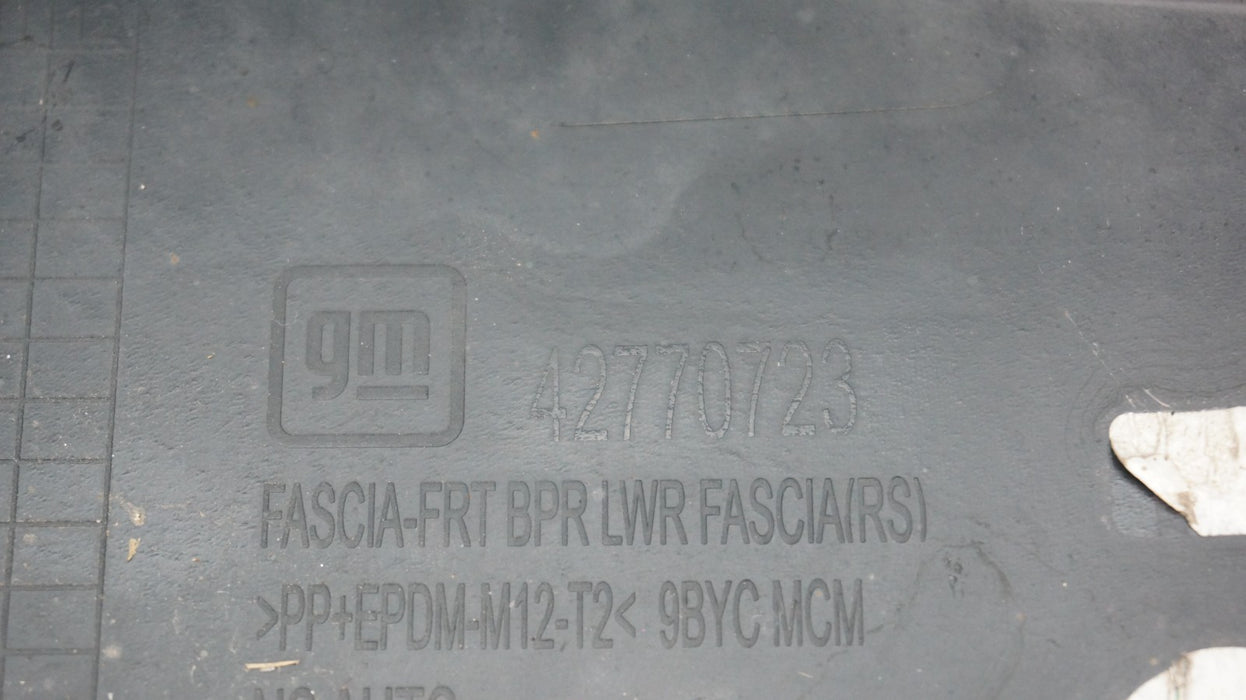 gm
42770723
FASCIA-FRT BPR LWR FASCIA(RS)
>PP+EPDM-M12-T2< 9BYC MCM